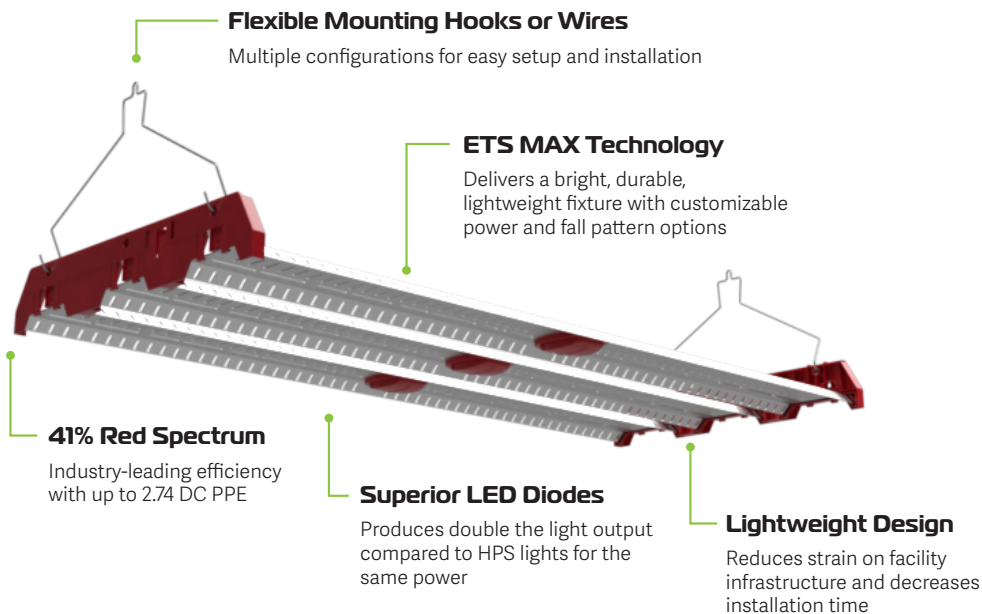 Flexible Mounting Hooks or Wires
Multiple configurations for easy setup and installation
ETS MAX Technology
Delivers a bright, durable,
lightweight fixture with customizable
power and fall pattern options
41% Red Spectrum
Industry-leading efficiency
with up to 2.74 DC PPE
Superior LED Diodes
Produces double the light output
compared to HPS lights for the
same power
Lightweight Design
Reduces strain on facility
infrastructure and decreases
installation time